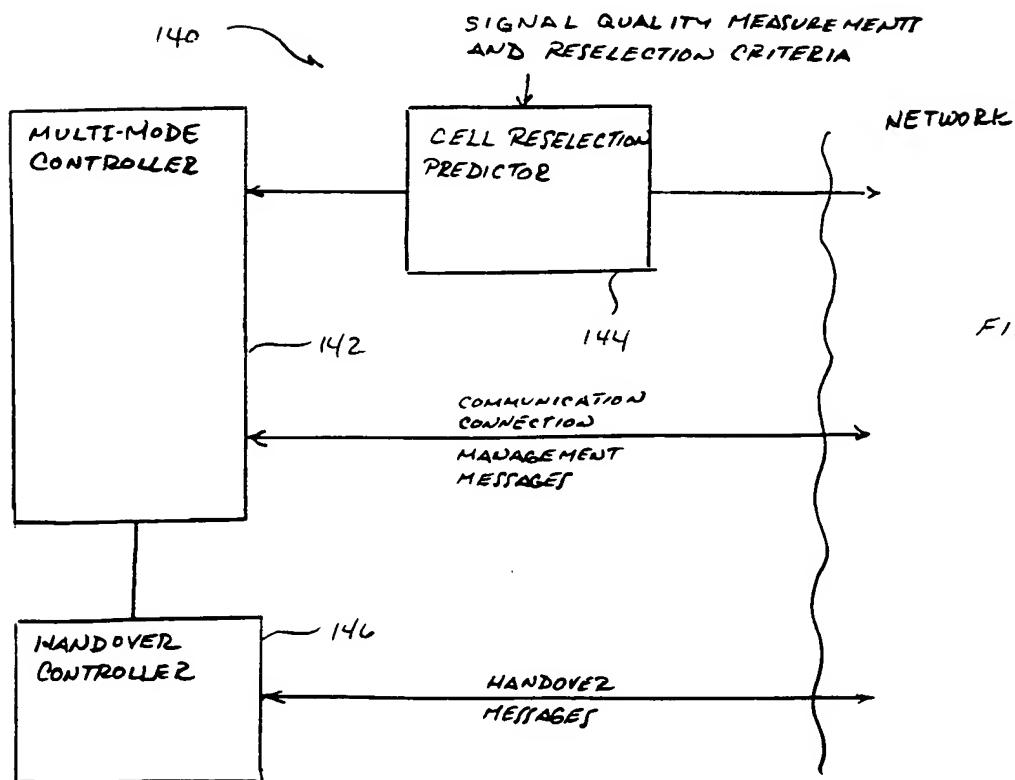 140
SIGNAL QUALITY MEASUREMENTS
AND RESELECTION CRITERIA
MULTI-MODE
CONTROLLER
CELL RESELECTION
PREDICTOR
NETWORK
142
144
FI
COMMUNICATION
CONNECTION
MANAGEMENT
MESSAGES
HANDOVER
CONTROLLER
146
HANDOVER
MESSAGES